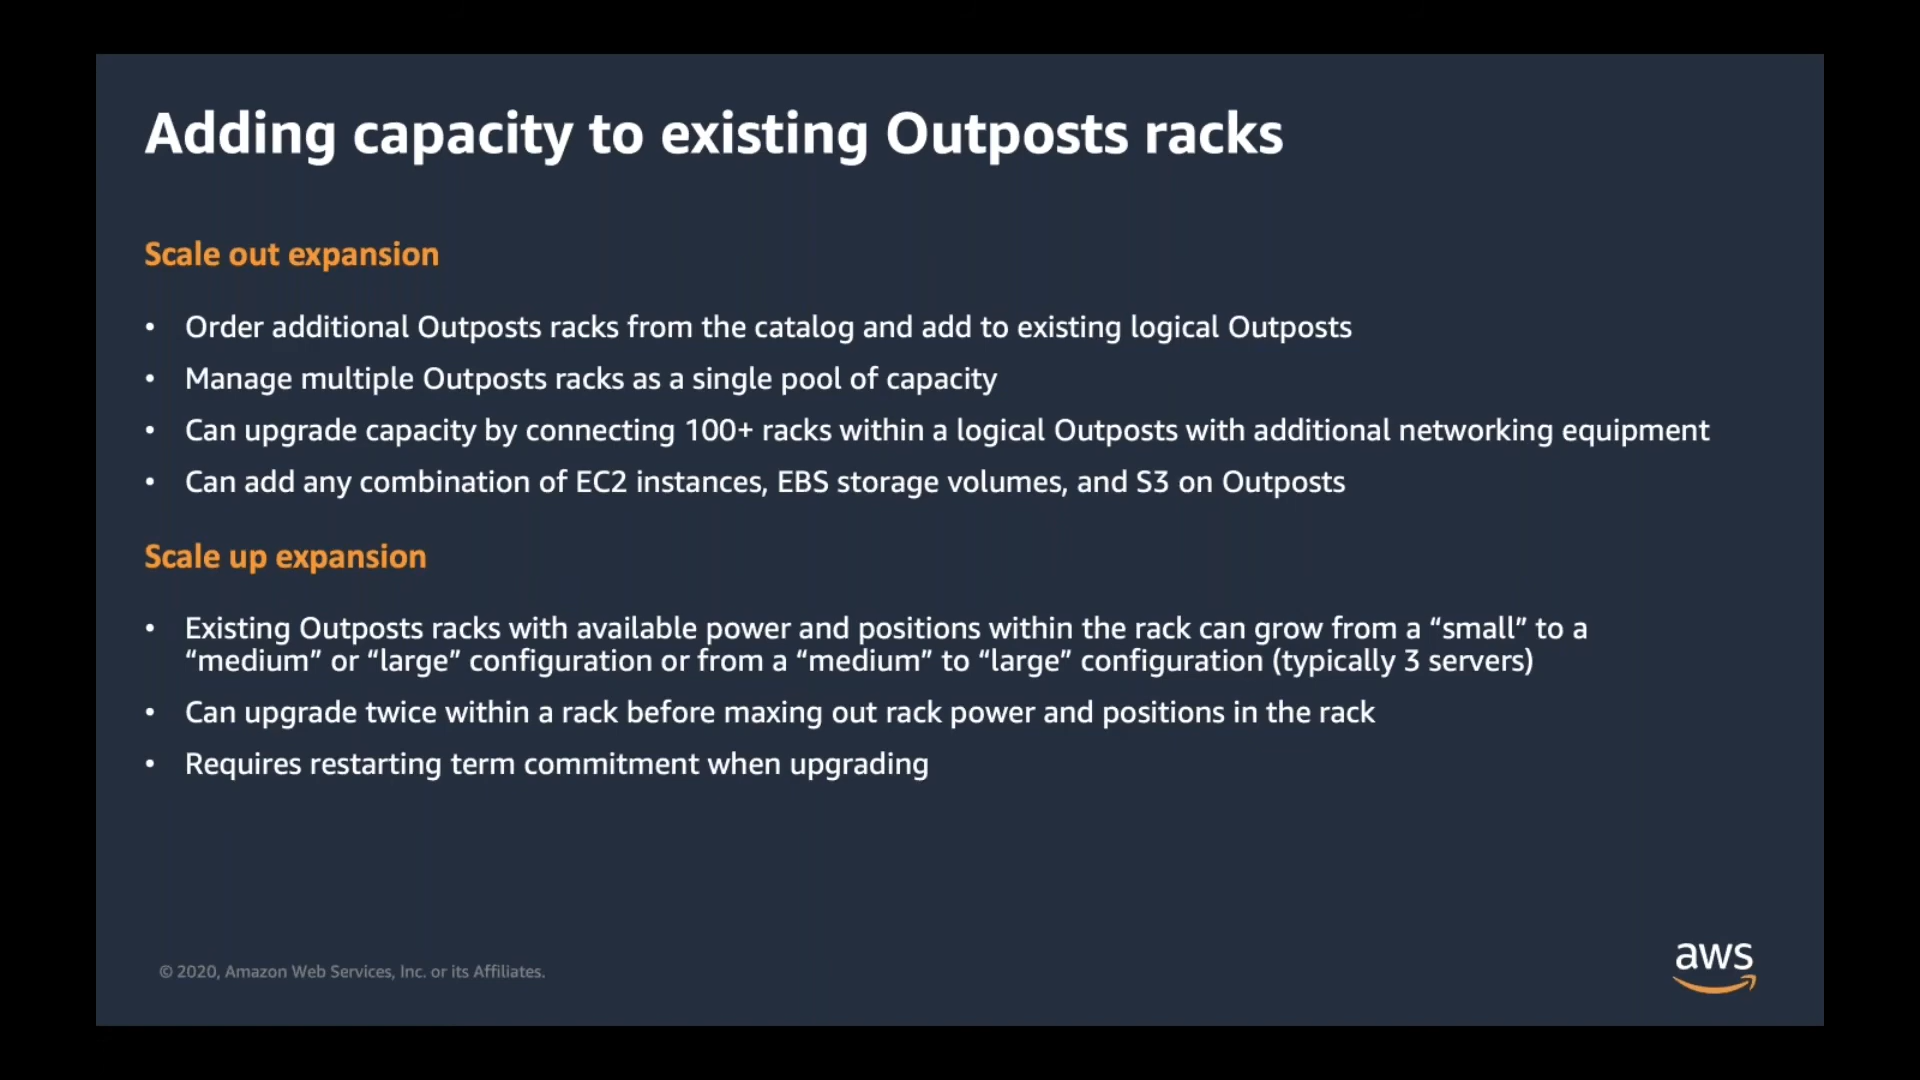 Adding capacity to existing Outposts racks
Scale out expansion
• Order additional Outposts racks from the catalog and add to existing logical Outposts
• Manage multiple Outposts racks as a single pool of capacity
• Can upgrade capacity by connecting 100+ racks within a logical Outposts with additional networking equipment
• Can add any combination of EC2 instances, EBS storage volumes, and S3 on Outposts
Scale up expansion
• Existing Outposts racks with available power and positions within the rack can grow from a “small” to a
“medium” or “large” configuration or from a “medium” to “large” configuration (typically 3 servers)
• Can upgrade twice within a rack before maxing out rack power and positions in the rack
• Requires restarting term commitment when upgrading
© 2020, Amazon Web Services, Inc. or its Affiliates.
aws